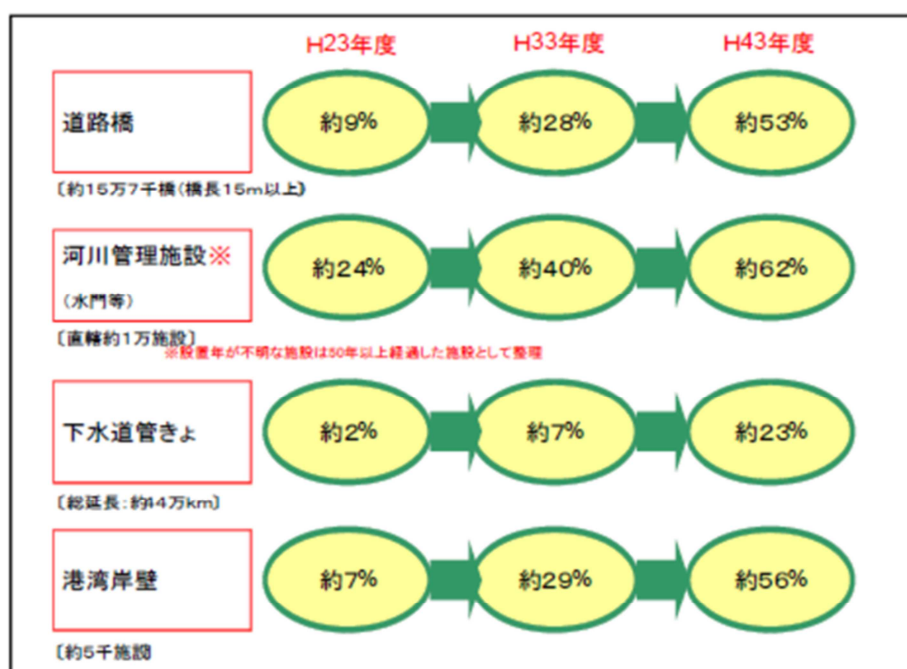 H23年度 H33年度 H43年度
道路橋 約9% 約28% 約53%
〔約15万7千橋(橋長15m以上)
河川管理施設※
(水門等)
約24% 約40% 約62%
〔直轄約1万施設〕
※設置年が不明な施設は50年以上経過した施設として整理
下水道管きょ 約2% 約7% 約23%
〔総延長:約44万km〕
港湾岸壁 約7% 約29% 約56%
〔約5千施設